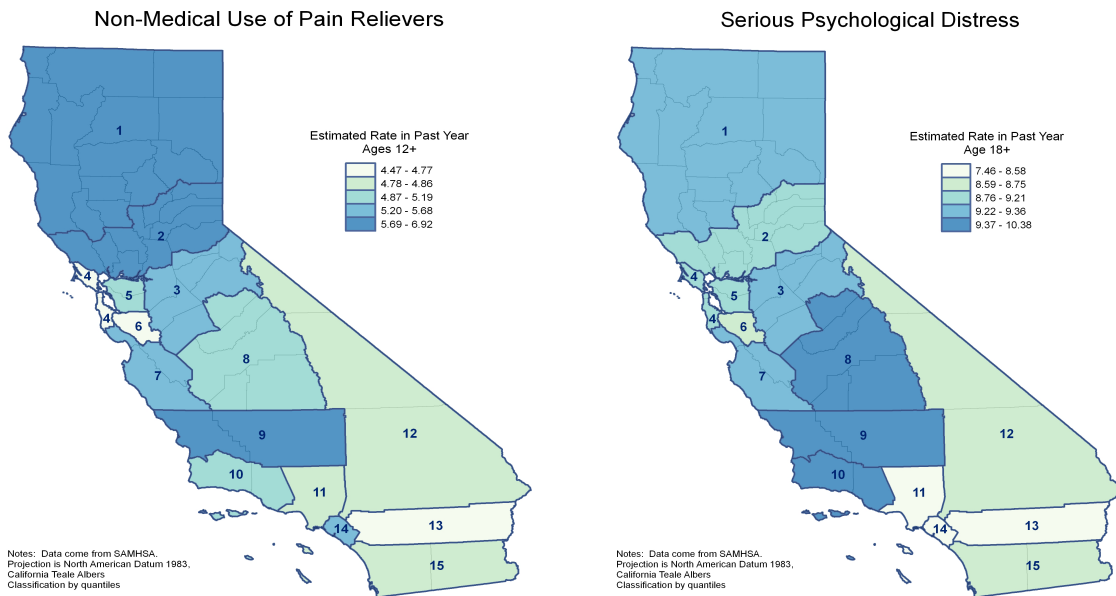 Non-Medical Use of Pain Relievers
Estimated Rate in Past Year
Ages 12+
4.47 - 4.77
4.78 - 4.86
4.87 - 5.19
5.20 - 5.68
5.69 - 6.92
1
2
3
4
5
4
6
7
8
9
10
11
12
13
14
15
Notes: Data come from SAMHSA.
Projection is North American Datum 1983,
California Teale Albers
Classification by quantiles
Serious Psychological Distress
Estimated Rate in Past Year
Age 18+
7.46 - 8.58
8.59 - 8.75
8.76 - 9.21
9.22 - 9.36
9.37 - 10.38
1
2
3
4
5
4
6
7
8
9
10
11
12
13
14
15
Notes: Data come from SAMHSA.
Projection is North American Datum 1983,
California Teale Albers
Classification by quantiles